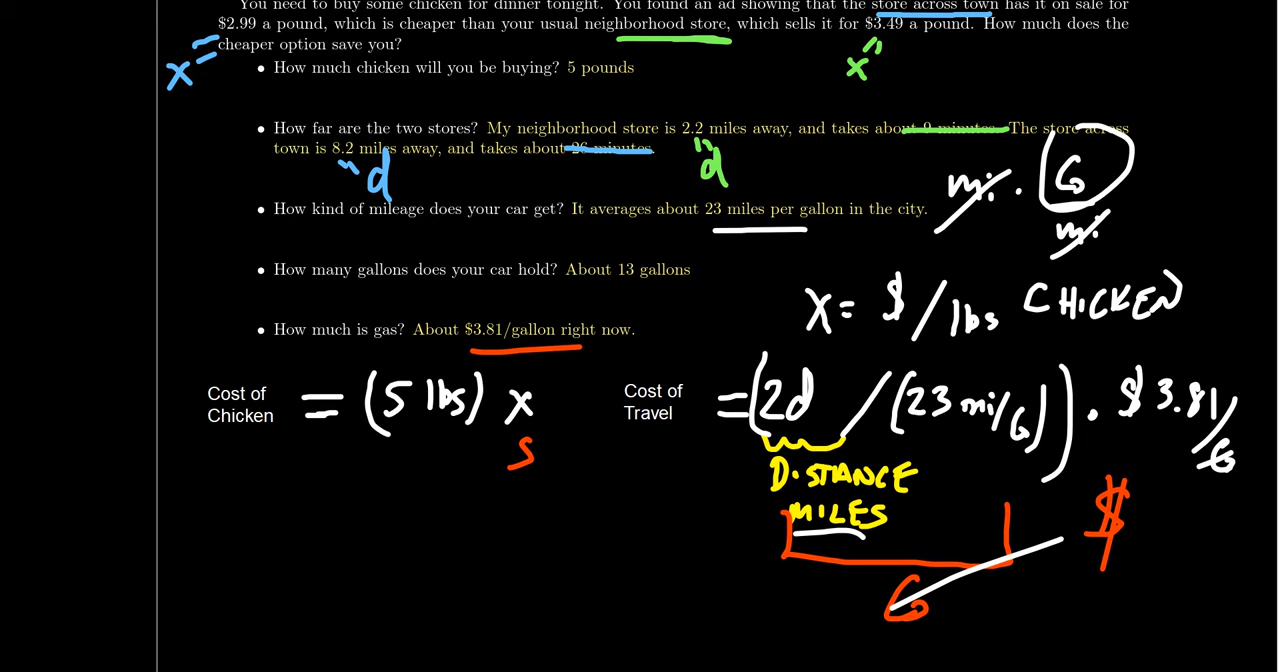 You need to buy some chicken for dinner tonight. You found an ad showing that the store across town has it on sale for
$2.99 a pound, which is cheaper than your usual neighborhood store, which sells it for $3.49 a pound. How much does the
cheaper option save you?
x =
x "
• How much chicken will you be buying? 5 pounds
• How far are the two stores? My neighborhood store is 2.2 miles away, and takes about 9 minutes. The store across
town is 8.2 miles away, and takes about 26 minutes.
" d
" d
mi · G
mi
• How kind of mileage does your car get? It averages about 23 miles per gallon in the city.
• How many gallons does your car hold? About 13 gallons
x = $/lbs CHICKEN
• How much is gas? About $3.81/gallon right now.
Cost of Chicken = (5 lbs) x
$
Cost of Travel = (2d / (23 mi/G)) · $3.81/G
DISTANCE
MILES
$
G